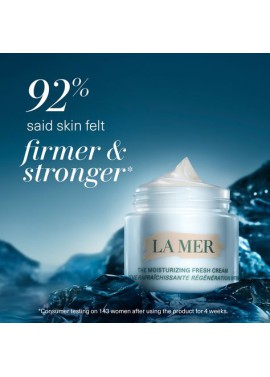 92%
said skin felt
firmer &
stronger*
LA MER
THE MOISTURIZING FRESH CREAM
*Consumer testing on 143 women after using the product for 4 weeks.